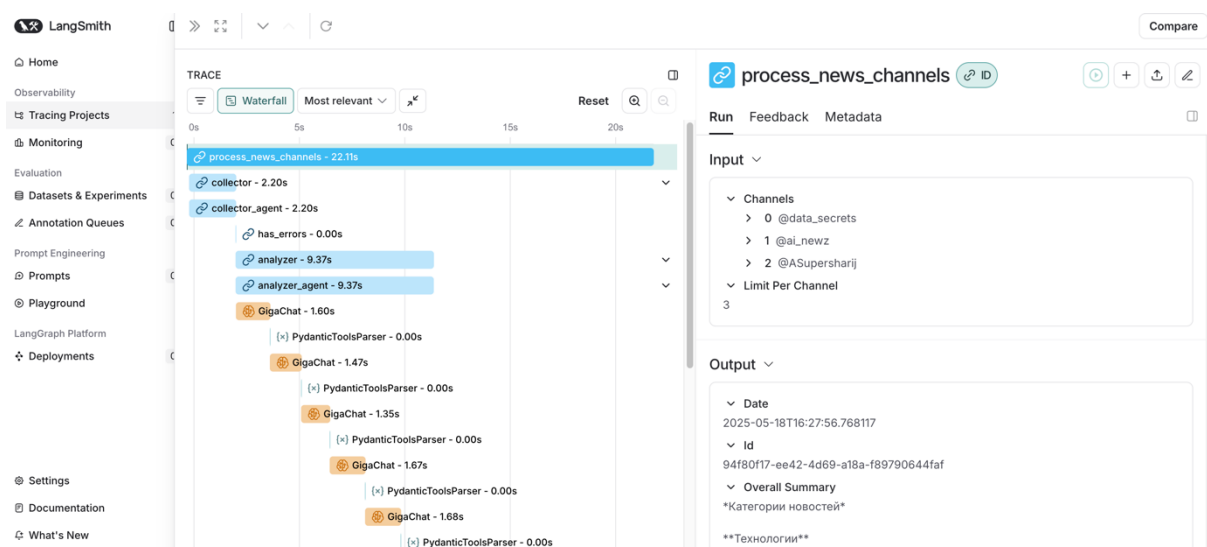 LangSmith
Compare
Home
Observability
Tracing Projects
Monitoring
Evaluation
Datasets & Experiments
Annotation Queues
Prompt Engineering
Prompts
Playground
LangGraph Platform
Deployments
Settings
Documentation
What's New
TRACE
Waterfall
Most relevant
Reset
0s 5s 10s 15s 20s
process_news_channels - 22.11s
collector - 2.20s
collector_agent - 2.20s
has_errors - 0.00s
analyzer - 9.37s
analyzer_agent - 9.37s
GigaChat - 1.60s
PydanticToolsParser - 0.00s
GigaChat - 1.47s
PydanticToolsParser - 0.00s
GigaChat - 1.35s
PydanticToolsParser - 0.00s
GigaChat - 1.67s
PydanticToolsParser - 0.00s
GigaChat - 1.68s
PydanticToolsParser - 0.00s
process_news_channels ID
Run Feedback Metadata
Input
Channels
0 @data_secrets
1 @ai_newz
2 @ASupersharij
Limit Per Channel
3
Output
Date
2025-05-18T16:27:56.768117
Id
94f80f17-ee42-4d69-a18a-f89790644faf
Overall Summary
*Категории новостей*
**Технологии**